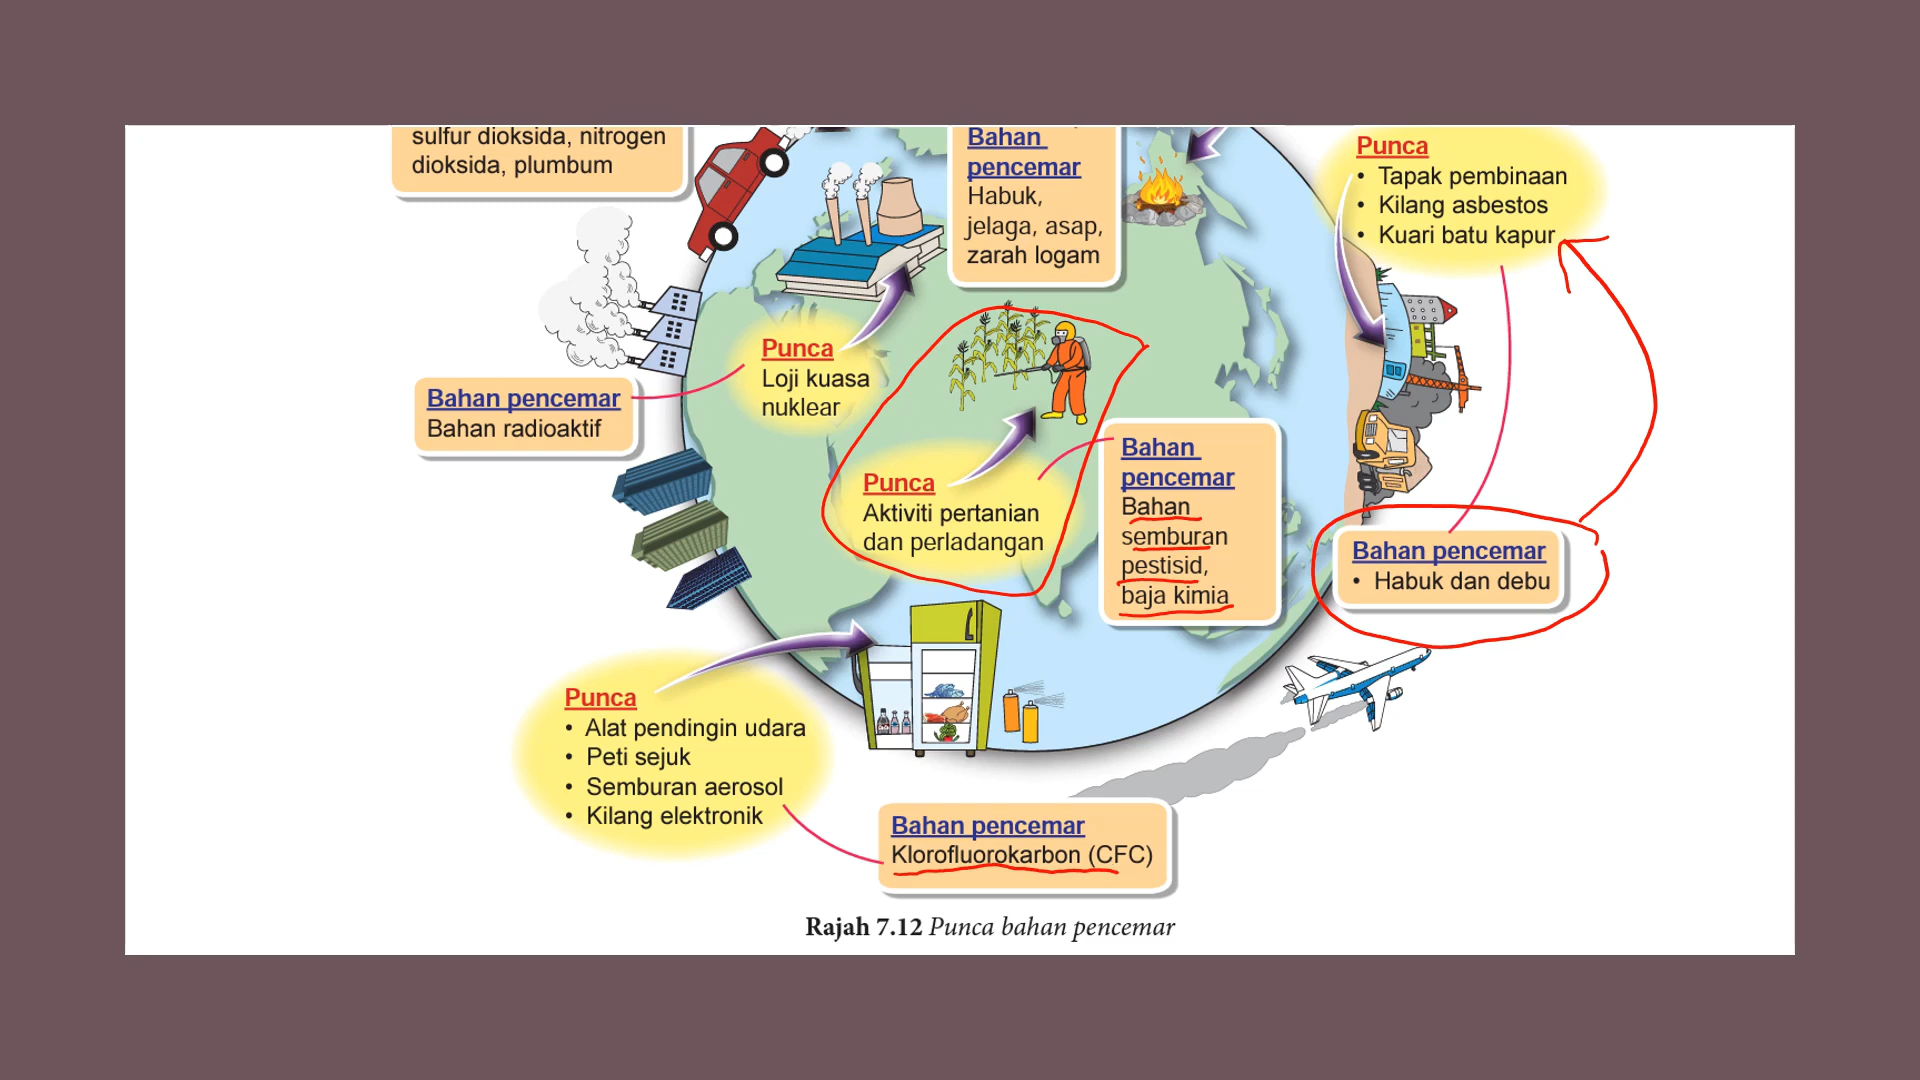 sulfur dioksida, nitrogen
dioksida, plumbum
Bahan
pencemar
Habuk,
jelaga, asap,
zarah logam
Punca
• Tapak pembinaan
• Kilang asbestos
• Kuari batu kapur
Punca
Loji kuasa
nuklear
Bahan pencemar
Bahan radioaktif
Punca
Aktiviti pertanian
dan perladangan
Bahan
pencemar
Bahan
semburan
pestisid,
baja kimia
Bahan pencemar
• Habuk dan debu
Punca
• Alat pendingin udara
• Peti sejuk
• Semburan aerosol
• Kilang elektronik
Bahan pencemar
Klorofluorokarbon (CFC)
Rajah 7.12 Punca bahan pencemar